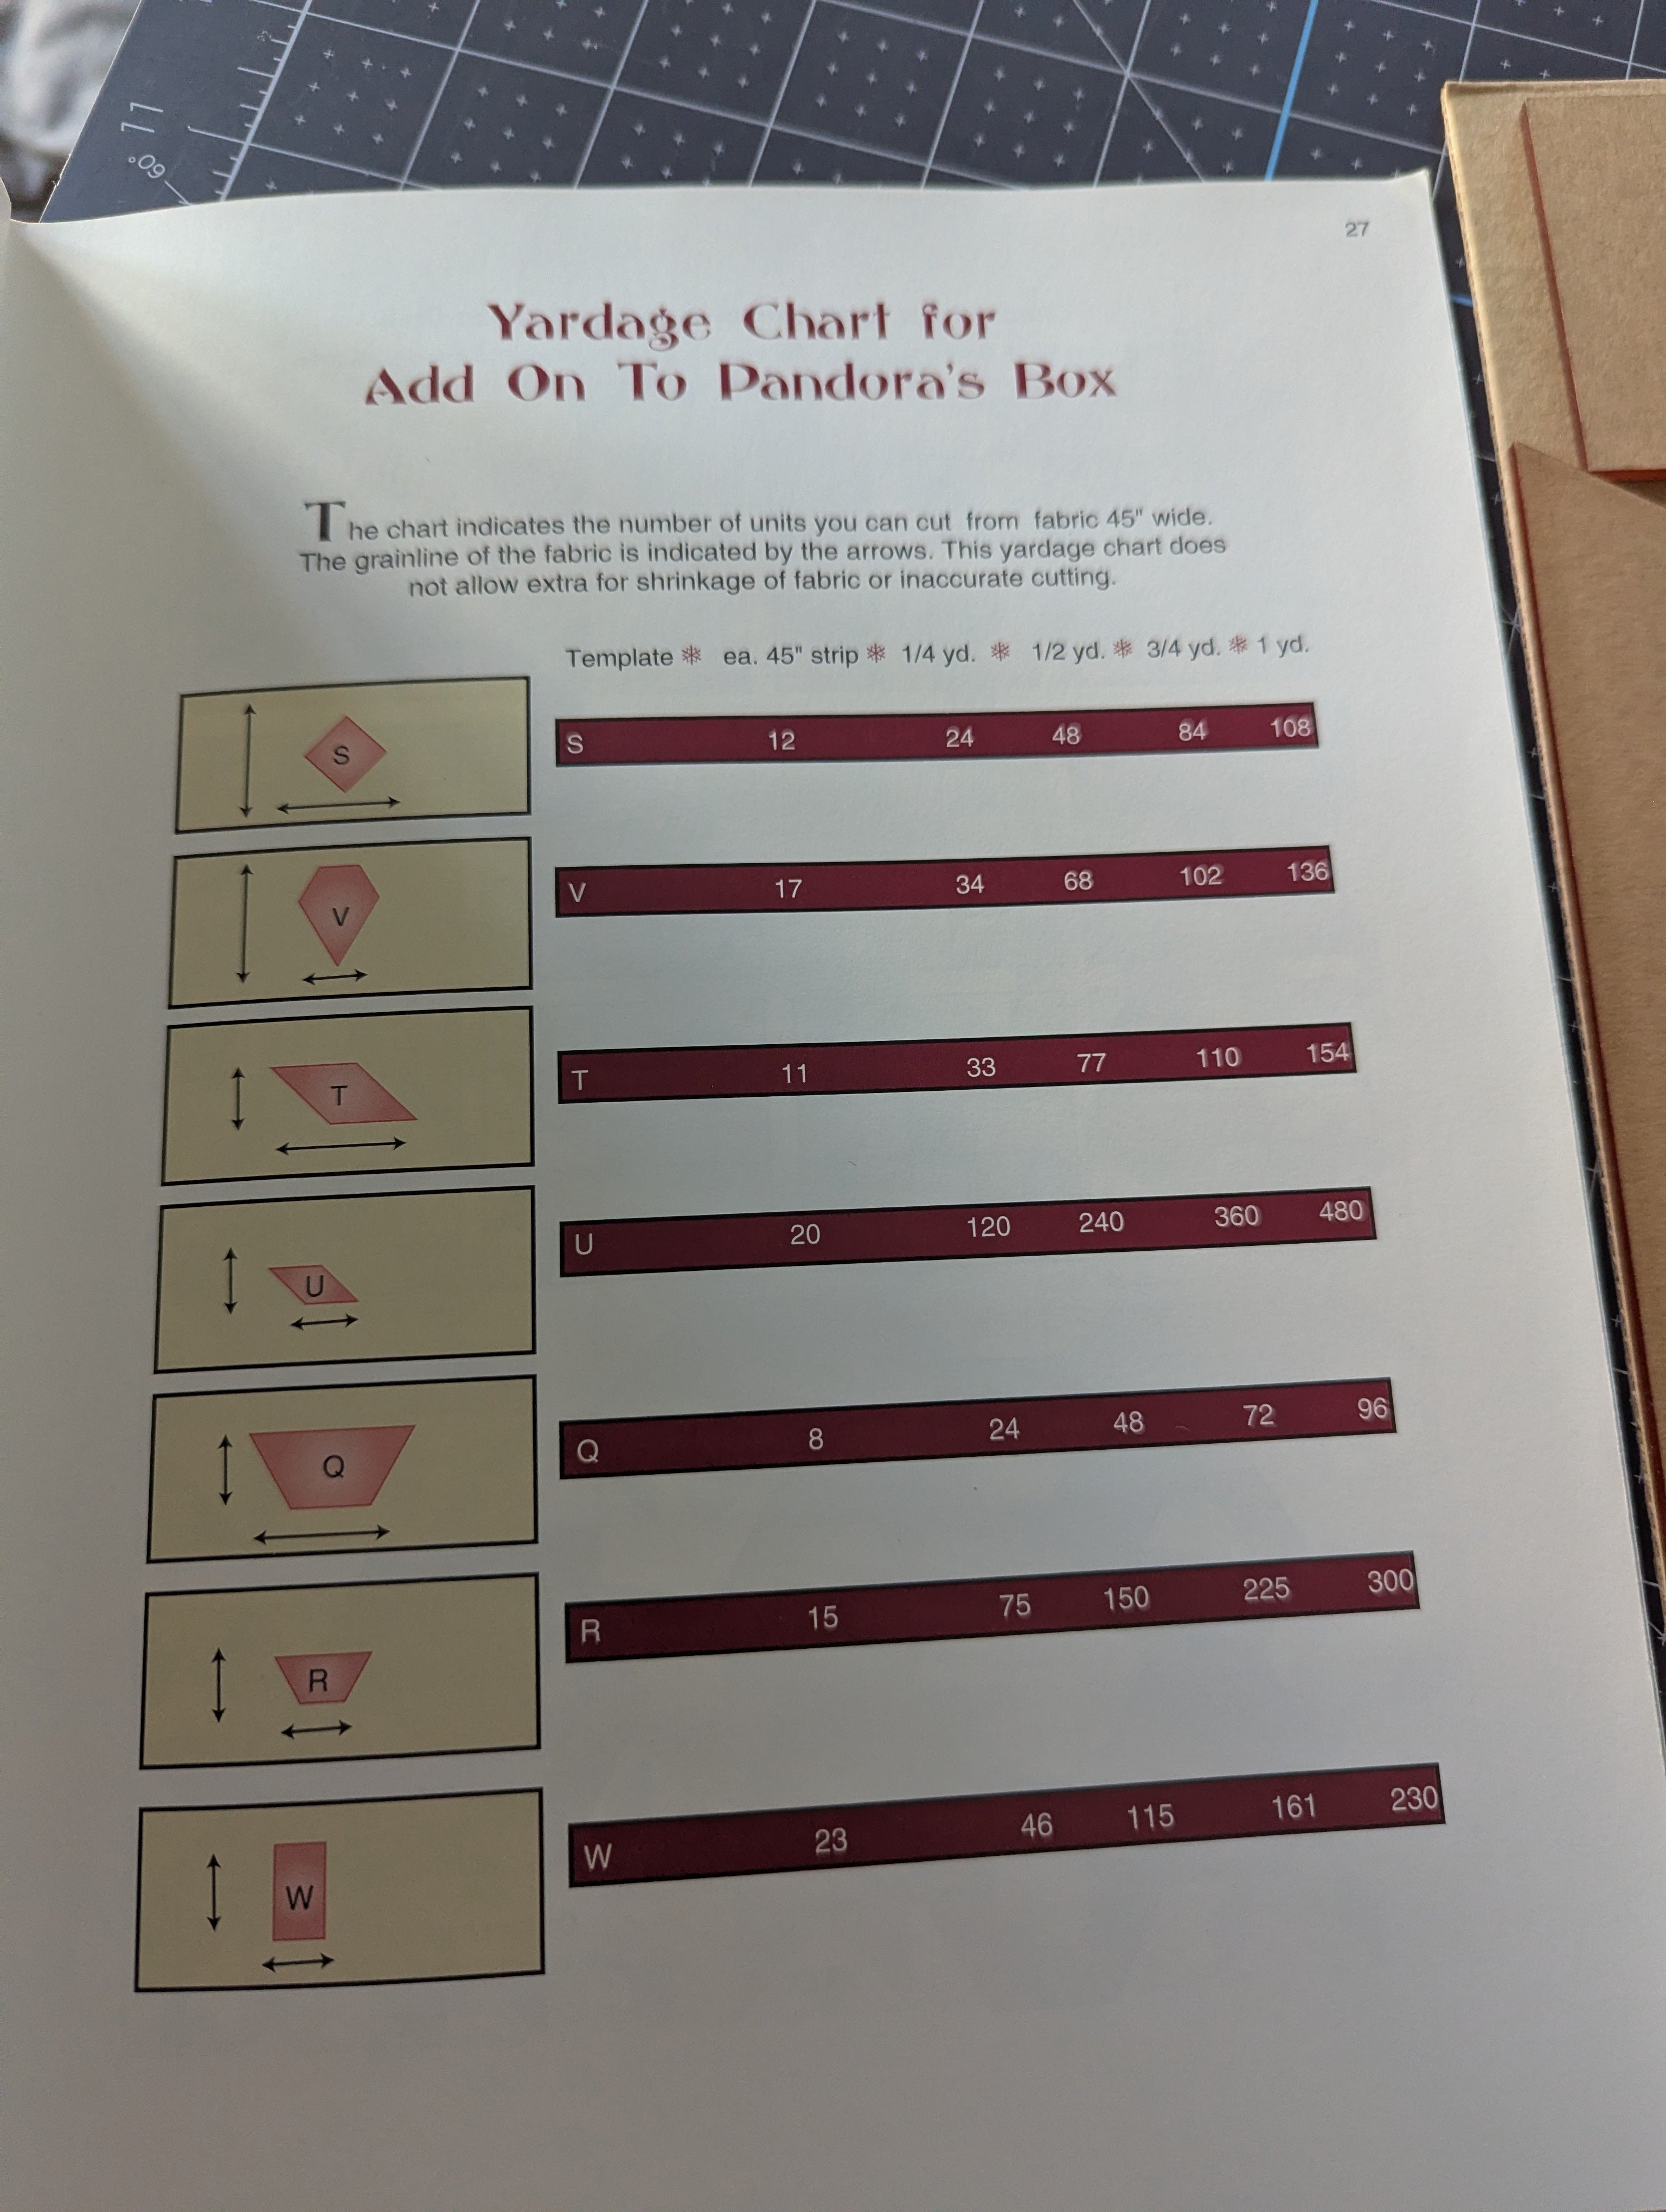 11
60°
27
Yardage Chart for
Add On To Pandora's Box
The chart indicates the number of units you can cut from fabric 45" wide.
The grainline of the fabric is indicated by the arrows. This yardage chart does
not allow extra for shrinkage of fabric or inaccurate cutting.
Template ❄ ea. 45" strip ❄ 1/4 yd. ❄ 1/2 yd. ❄ 3/4 yd. ❄ 1 yd.
S
S 12 24 48 84 108
V
V 17 34 68 102 136
T
T 11 33 77 110 154
U
U 20 120 240 360 480
Q
Q 8 24 48 72 96
R
R 15 75 150 225 300
W
W 23 46 115 161 230